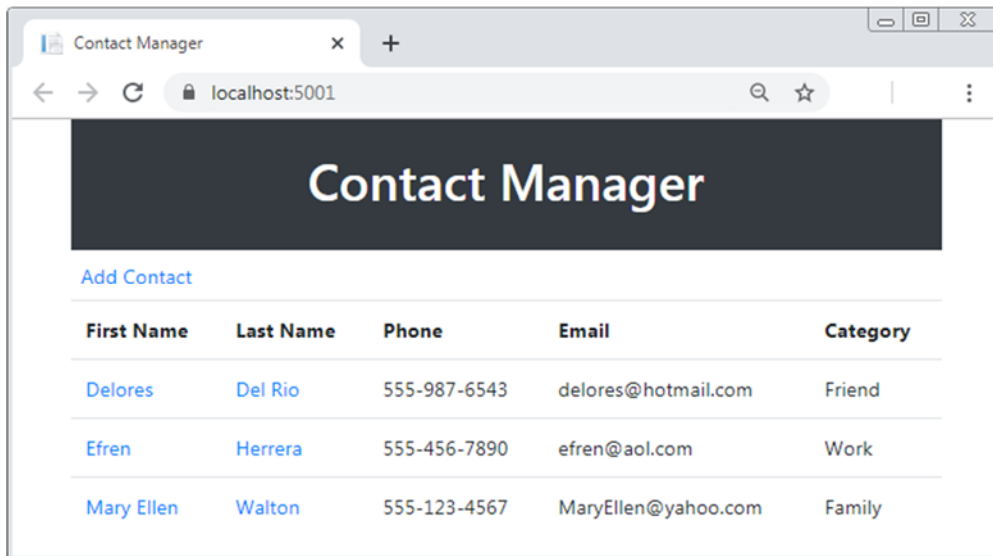 Contact Manager
localhost:5001
Contact Manager
Add Contact
First Name Last Name Phone Email Category
Delores Del Rio 555-987-6543 delores@hotmail.com Friend
Efren Herrera 555-456-7890 efren@aol.com Work
Mary Ellen Walton 555-123-4567 MaryEllen@yahoo.com Family